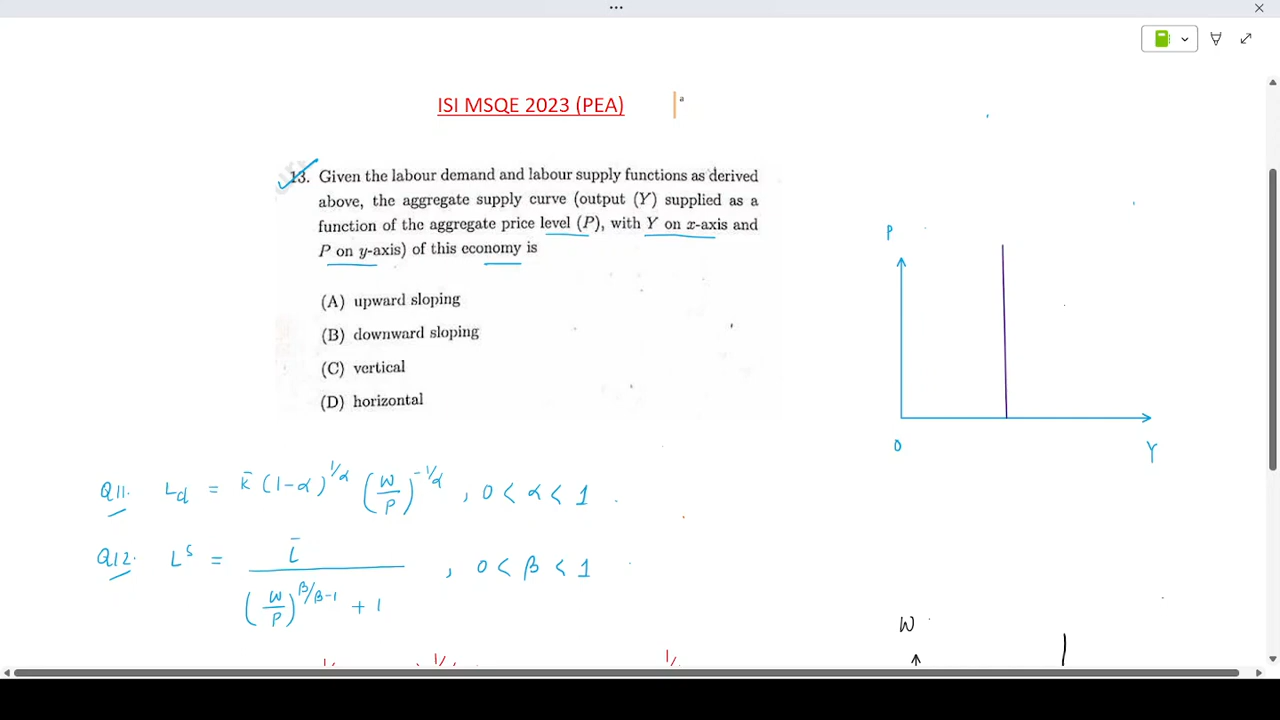 ISI MSQE 2023 (PEA)
13. Given the labour demand and labour supply functions as derived
above, the aggregate supply curve (output (Y) supplied as a
function of the aggregate price level (P), with Y on x-axis and
P on y-axis) of this economy is
(A) upward sloping
(B) downward sloping
(C) vertical
(D) horizontal
P
O
Y
Q11. Ld = K̄ (1-α)^1/α (W/P)^-1/α , 0 < α < 1
Q12. L^s = L̄ / ((W/P)^β/β-1 + 1) , 0 < β < 1
W